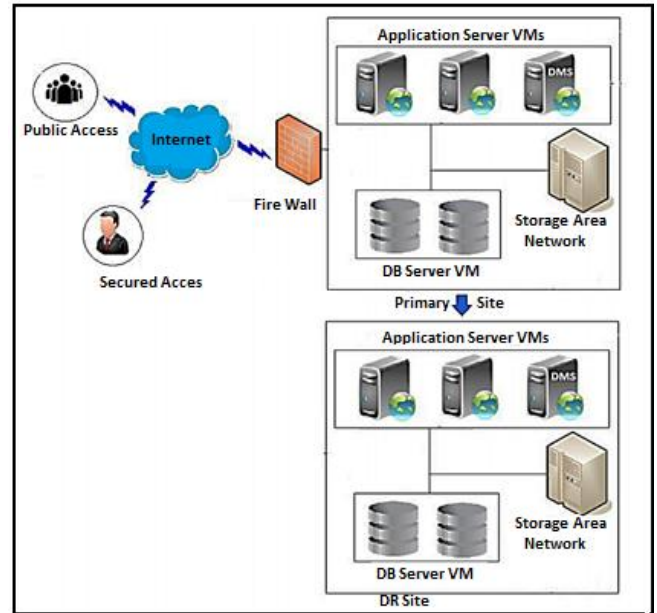 Application Server VMs
DMS
Public Access
Internet
Fire Wall
Storage Area
Network
Secured Acces
DB Server VM
Primary Site
Application Server VMs
DMS
Storage Area
Network
DB Server VM
DR Site